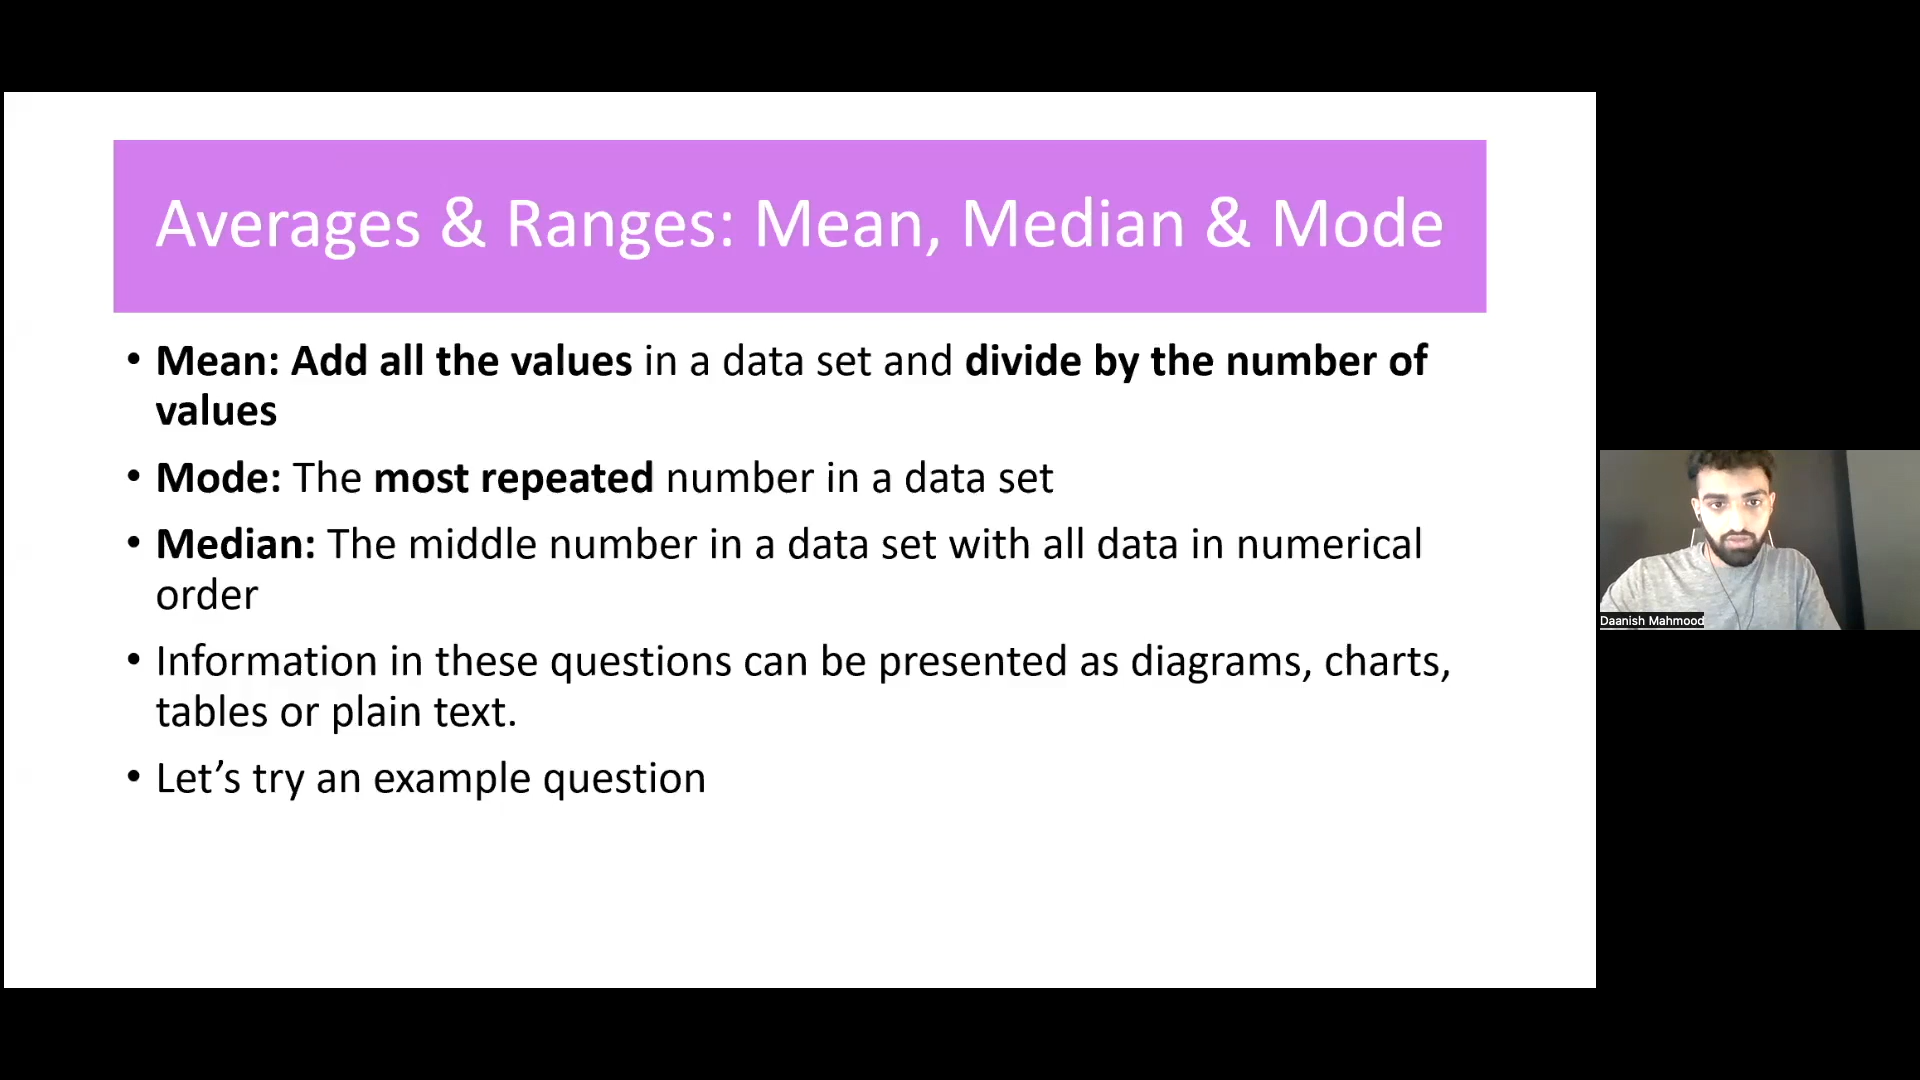 Averages & Ranges: Mean, Median & Mode
• Mean: Add all the values in a data set and divide by the number of
values
• Mode: The most repeated number in a data set
• Median: The middle number in a data set with all data in numerical
order
• Information in these questions can be presented as diagrams, charts,
tables or plain text.
• Let’s try an example question
Daanish Mahmood